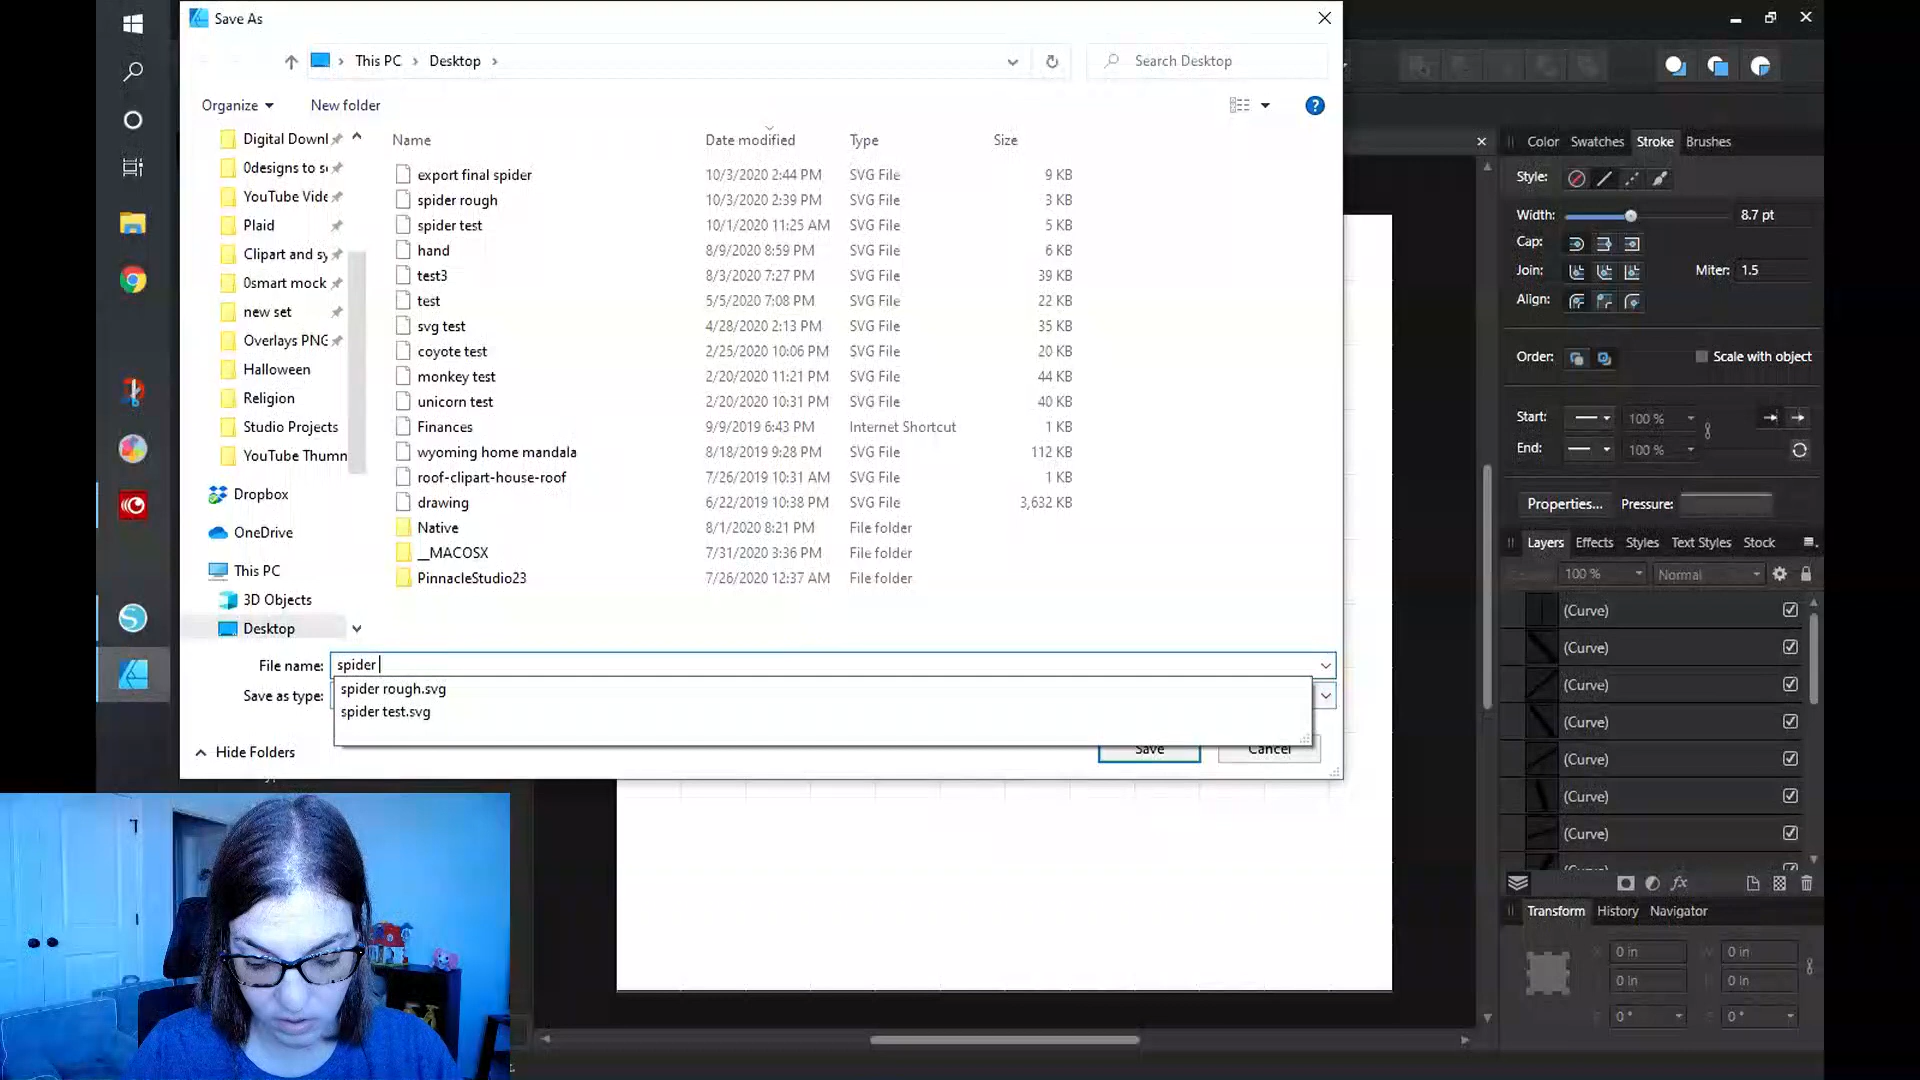 Save As
This PC > Desktop >
Search Desktop
Organize
New folder
Name Date modified Type Size
export final spider 10/3/2020 2:44 PM SVG File 9 KB
spider rough 10/3/2020 2:39 PM SVG File 3 KB
spider test 10/1/2020 11:25 AM SVG File 5 KB
hand 8/9/2020 8:59 PM SVG File 6 KB
test3 8/3/2020 7:27 PM SVG File 39 KB
test 5/5/2020 7:08 PM SVG File 22 KB
svg test 4/28/2020 2:13 PM SVG File 35 KB
coyote test 2/25/2020 10:06 PM SVG File 20 KB
monkey test 2/20/2020 11:21 PM SVG File 44 KB
unicorn test 2/20/2020 10:31 PM SVG File 40 KB
Finances 9/9/2019 6:43 PM Internet Shortcut 1 KB
wyoming home mandala 8/18/2019 9:28 PM SVG File 112 KB
roof-clipart-house-roof 7/26/2019 10:31 AM SVG File 1 KB
drawing 6/22/2019 10:38 PM SVG File 3,632 KB
Native 8/1/2020 8:21 PM File folder
__MACOSX 7/31/2020 3:36 PM File folder
PinnacleStudio23 7/26/2020 12:37 AM File folder
Digital Downl
0designs to s
YouTube Vide
Plaid
Clipart and sy
0smart mock
new set
Overlays PNG
Halloween
Religion
Studio Projects
YouTube Thumn
Dropbox
OneDrive
This PC
3D Objects
Desktop
File name: spider
Save as type:
spider rough.svg
spider test.svg
Hide Folders
Save Cancel
Color Swatches Stroke Brushes
Style:
Width: 8.7 pt
Cap:
Join: Miter: 1.5
Align:
Order: Scale with object
Start: 100 %
End: 100 %
Properties... Pressure:
Layers Effects Styles Text Styles Stock
100 % Normal
(Curve)
(Curve)
(Curve)
(Curve)
(Curve)
(Curve)
(Curve)
Transform History Navigator
0 in 0 in
0 in 0 in
0 ° 0 °